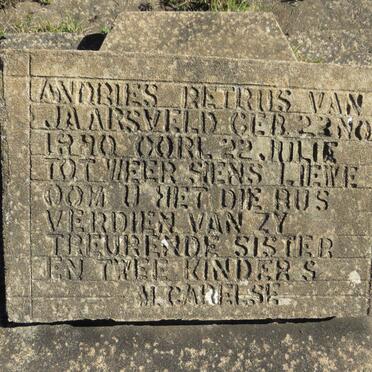 ANDRIES PETRUS VAN
JAARSVELD GEB. 22 NO
1890 OORL 22 JULIE
TOT WEER SIENS LIEWE
OOM U HET DIE RUS
VERDIEN VAN ZY
TREURENDE SISTER
EN TWEE KINDERS
M. CARELSE